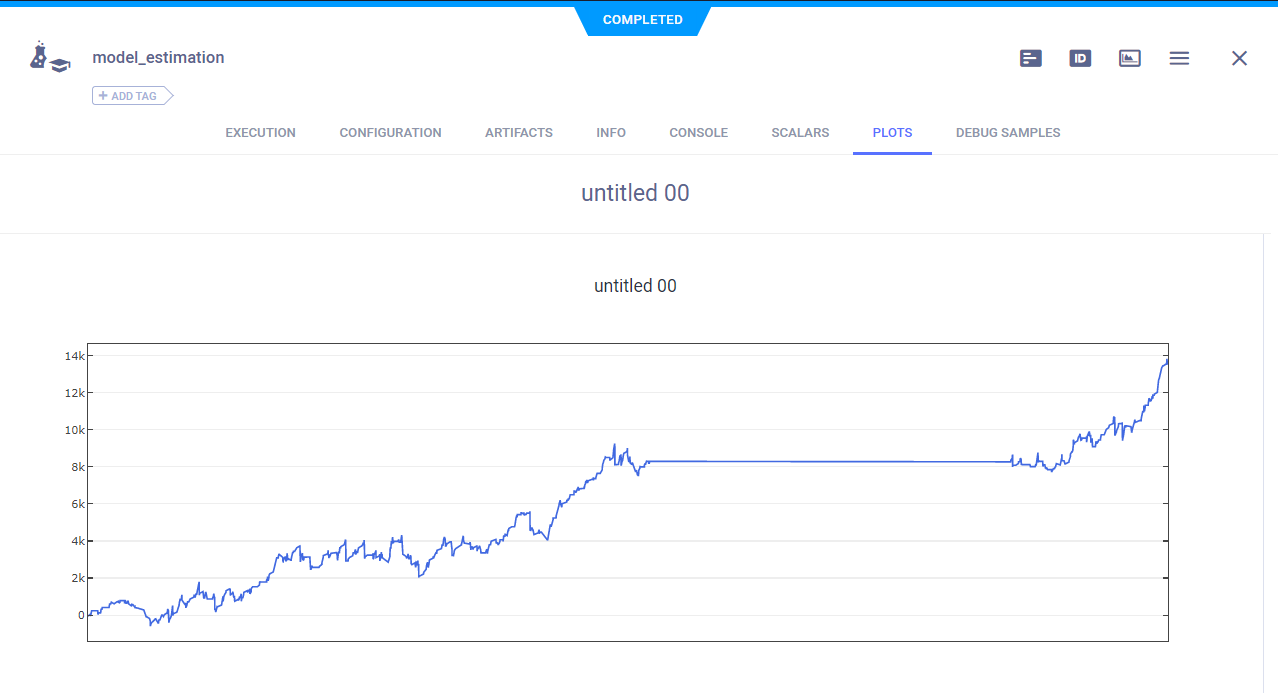 COMPLETED
model_estimation
ID
+ ADD TAG
EXECUTION CONFIGURATION ARTIFACTS INFO CONSOLE SCALARS PLOTS DEBUG SAMPLES
untitled 00
untitled 00
14k
12k
10k
8k
6k
4k
2k
0